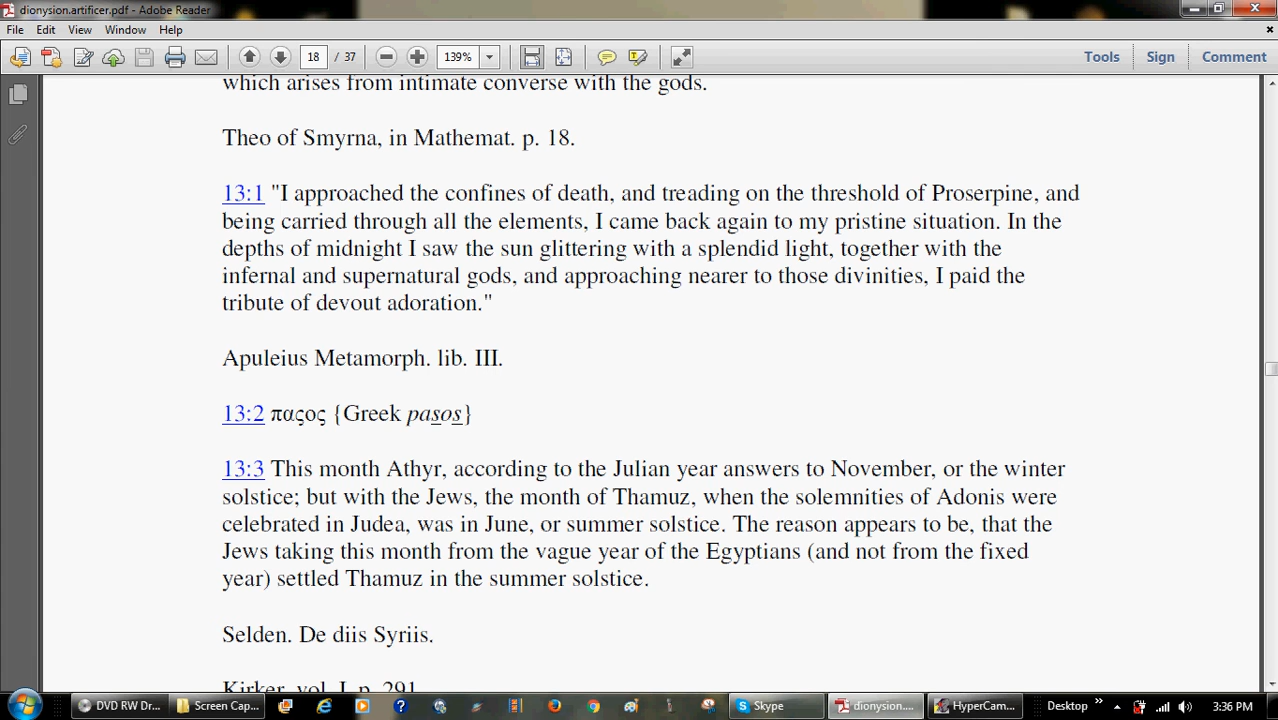 dionysion.artificer.pdf - Adobe Reader
File Edit View Window Help
18 / 37 139% Tools Sign Comment
which arises from intimate converse with the gods.
Theo of Smyrna, in Mathemat. p. 18.
13:1 "I approached the confines of death, and treading on the threshold of Proserpine, and
being carried through all the elements, I came back again to my pristine situation. In the
depths of midnight I saw the sun glittering with a splendid light, together with the
infernal and supernatural gods, and approaching nearer to those divinities, I paid the
tribute of devout adoration."
Apuleius Metamorph. lib. III.
13:2 παςος {Greek pasos}
13:3 This month Athyr, according to the Julian year answers to November, or the winter
solstice; but with the Jews, the month of Thamuz, when the solemnities of Adonis were
celebrated in Judea, was in June, or summer solstice. The reason appears to be, that the
Jews taking this month from the vague year of the Egyptians (and not from the fixed
year) settled Thamuz in the summer solstice.
Selden. De diis Syriis.
Kirker. vol. I. p. 291
DVD RW Dr... Screen Cap... Skype dionysion.... HyperCam... Desktop 3:36 PM